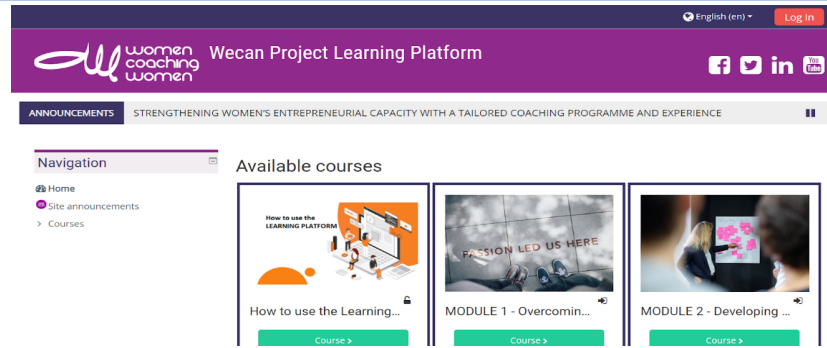 English (en)
Log In
women
coaching
women
Wecan Project Learning Platform
You
Tube
ANNOUNCEMENTS
STRENGTHENING WOMEN'S ENTREPRENEURIAL CAPACITY WITH A TAILORED COACHING PROGRAMME AND EXPERIENCE
Navigation
Home
Site announcements
Courses
Available courses
How to use the
LEARNING PLATFORM
PASSION LED US HERE
How to use the Learning...
MODULE 1 - Overcomin...
MODULE 2 - Developing ...
Course >
Course >
Course >